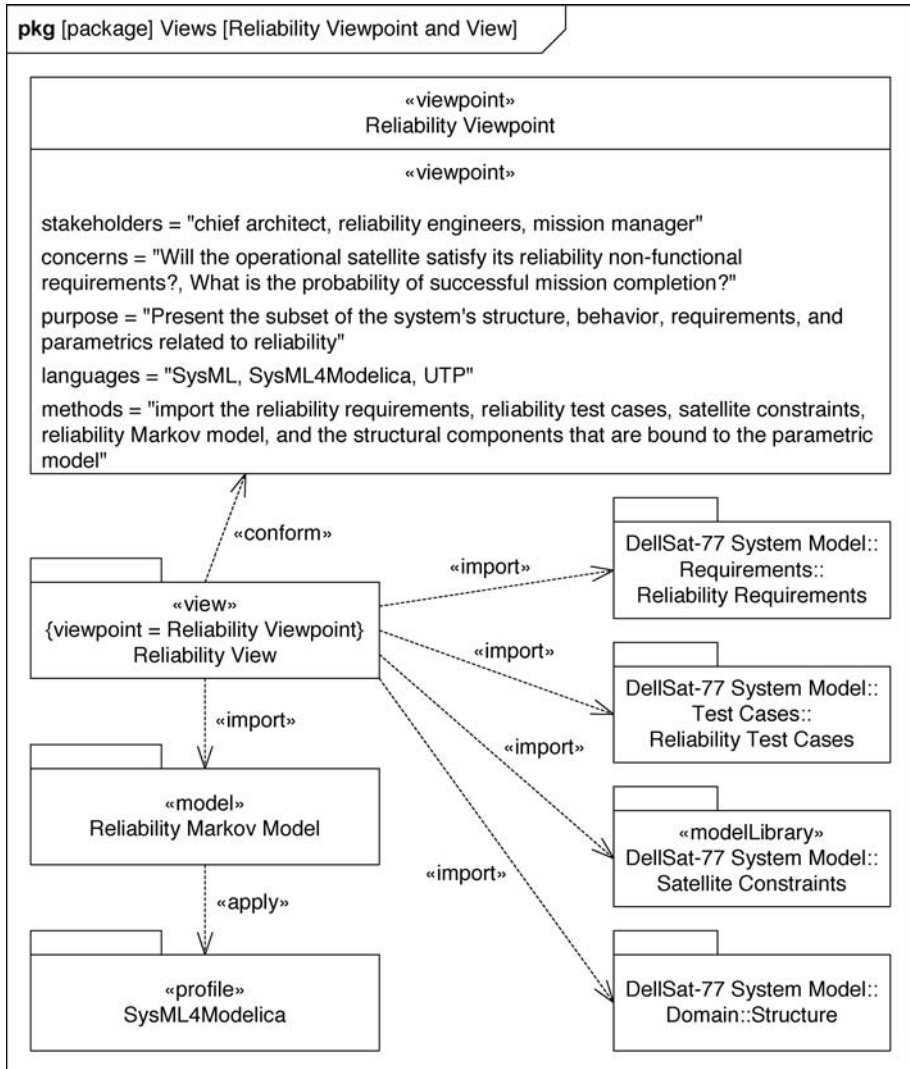 pkg [package] Views [Reliability Viewpoint and View]
«viewpoint»
Reliability Viewpoint
«viewpoint»
stakeholders = "chief architect, reliability engineers, mission manager"
concerns = "Will the operational satellite satisfy its reliability non-functional
requirements?, What is the probability of successful mission completion?"
purpose = "Present the subset of the system's structure, behavior, requirements, and
parametrics related to reliability"
languages = "SysML, SysML4Modelica, UTP"
methods = "import the reliability requirements, reliability test cases, satellite constraints,
reliability Markov model, and the structural components that are bound to the parametric
model"
«conform»
«view»
{viewpoint = Reliability Viewpoint}
Reliability View
«import»
DellSat-77 System Model::
Requirements::
Reliability Requirements
«import»
DellSat-77 System Model::
Test Cases::
Reliability Test Cases
«import»
«modelLibrary»
DellSat-77 System Model::
Satellite Constraints
«import»
DellSat-77 System Model::
Domain::Structure
«import»
«model»
Reliability Markov Model
«apply»
«profile»
SysML4Modelica